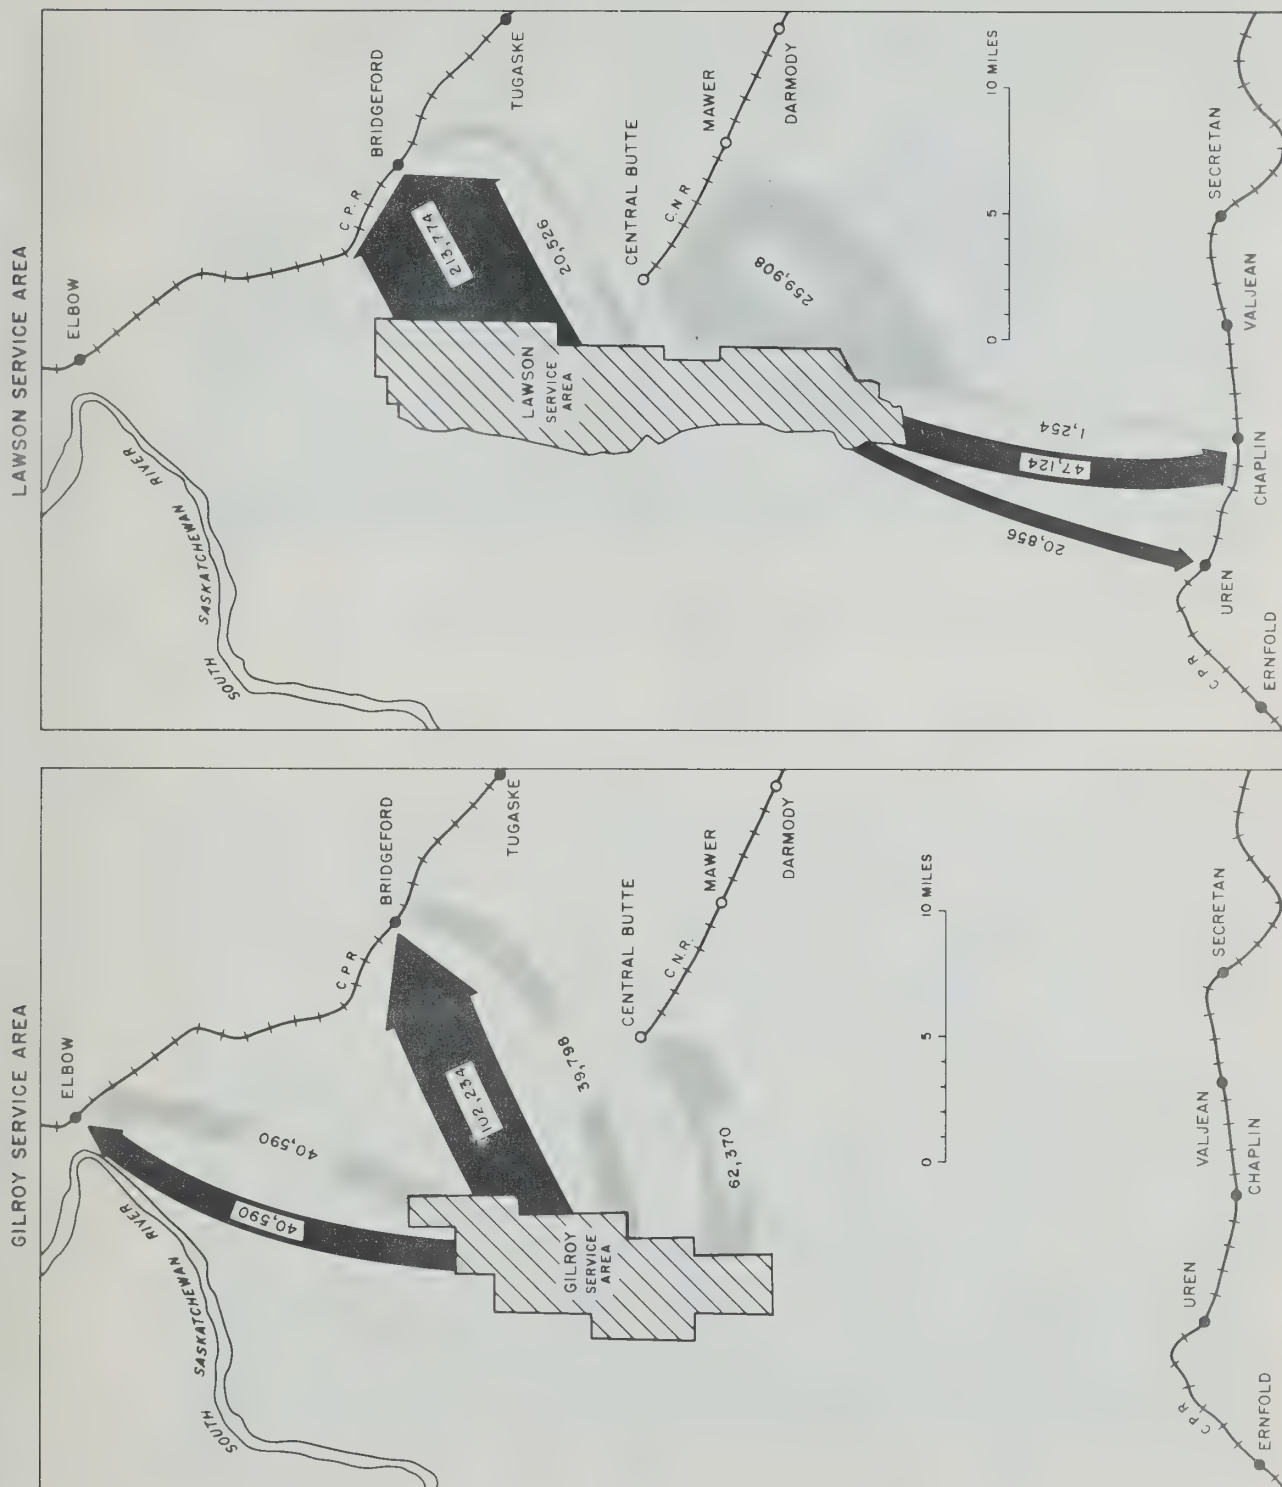 LAWSON SERVICE AREA
ELBOW
SOUTH SASKATCHEWAN RIVER
C. P. R
BRIDGEFORD
TUGASKE
213,774
20,526
CENTRAL BUTTE
C.N.R
MAWER
DARMODY
LAWSON
SERVICE
AREA
259,908
0 5 10 MILES
1,254
47,124
20,856
SECRETAN
VALJEAN
CHAPLIN
UREN
C P R
ERNFOLD
GILROY SERVICE AREA
ELBOW
SOUTH SASKATCHEWAN RIVER
C P R
BRIDGEFORD
TUGASKE
40,590
40,590
102,234
39,798
CENTRAL BUTTE
C.N.R.
MAWER
DARMODY
GILROY
SERVICE
AREA
62,370
0 5 10 MILES
SECRETAN
VALJEAN
CHAPLIN
UREN
C P R
ERNFOLD